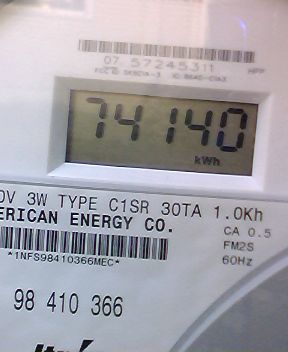 07 57245311
74140
kWh
0V 3W TYPE C1SR 30TA 1.0Kh
ERICAN ENERGY CO.
CA 0.5
FM2S
*1NFS98410366MEC*
60Hz
98 410 366